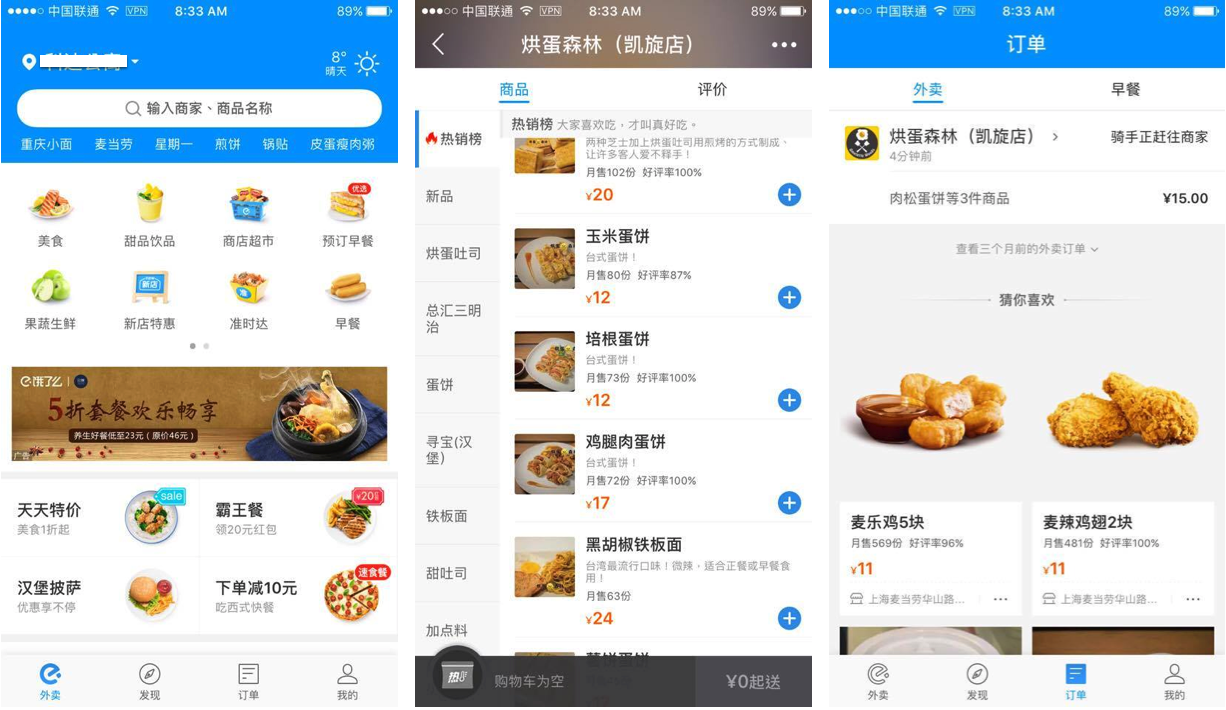 中国联通 VPN 8:33 AM 89%
8°
晴天
输入商家、商品名称
重庆小面 麦当劳 星期一 煎饼 锅贴 皮蛋瘦肉粥
优选
美食 甜品饮品 商店超市 预订早餐
新店
准
果蔬生鲜 新店特惠 准时达 早餐
饿了么
5折套餐欢乐畅享
养生好餐低至23元（原价46元）
广告
天天特价
美食1折起
sale
霸王餐
领20元红包
¥20
汉堡披萨
优惠享不停
下单减10元
吃西式快餐
速食餐
外卖 发现 订单 我的
中国联通 VPN 8:33 AM 89%
烘蛋森林（凯旋店）
商品 评价
热销榜
新品
烘蛋吐司
总汇三明
治
蛋饼
寻宝(汉
堡)
铁板面
甜吐司
加点料
热销榜 大家喜欢吃，才叫真好吃。
两种芝士加上烘蛋吐司用煎烤的方式制成、
让许多客人爱不释手！
月售102份 好评率100%
¥20
玉米蛋饼
台式蛋饼！
月售80份 好评率87%
¥12
培根蛋饼
台式蛋饼！
月售73份 好评率100%
¥12
鸡腿肉蛋饼
台式蛋饼！
月售72份 好评率100%
¥17
黑胡椒铁板面
台湾最流行口味！微辣，适合正餐或早餐食
用！
月售63份
¥24
购物车为空 ¥0起送
中国联通 VPN 8:33 AM 89%
订单
外卖 早餐
烘蛋森林（凯旋店） 骑手正赶往商家
4分钟前
肉松蛋饼等3件商品 ¥15.00
查看三个月前的外卖订单
猜你喜欢
麦乐鸡5块
月售569份 好评率96%
¥11
上海麦当劳华山路...
麦辣鸡翅2块
月售481份 好评率100%
¥11
上海麦当劳华山路...
外卖 发现 订单 我的